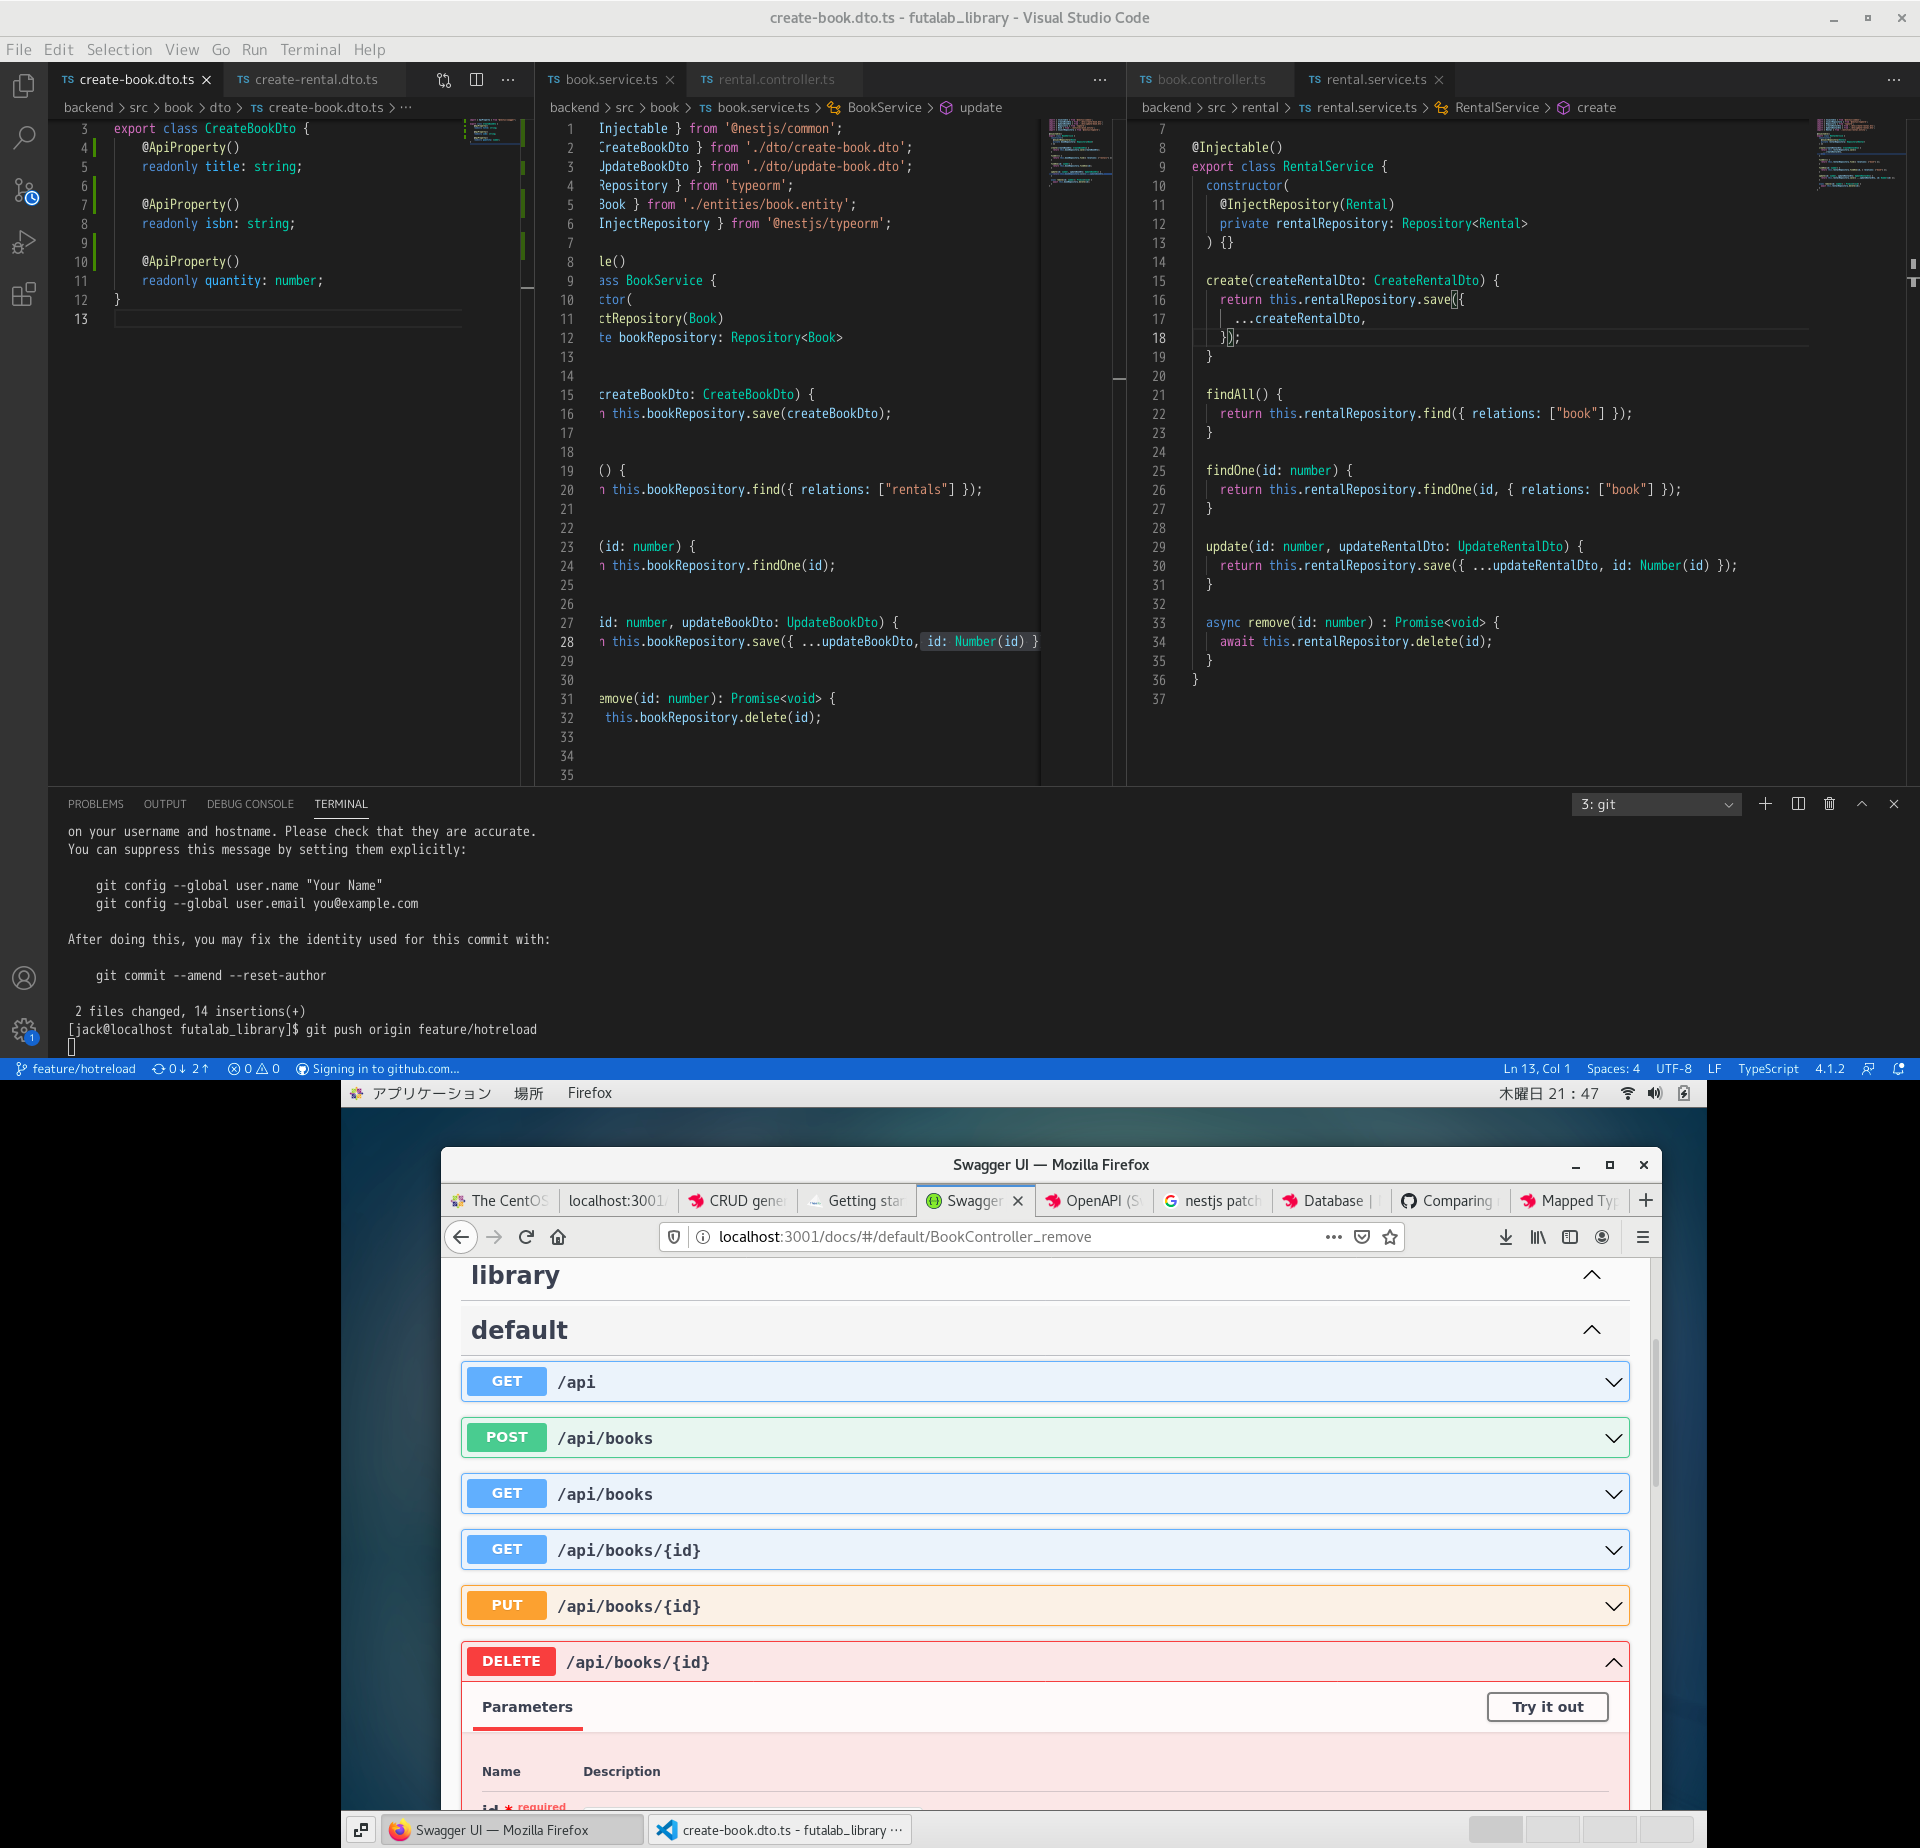 create-book.dto.ts - futalab_library - Visual Studio Code
File Edit Selection View Go Run Terminal Help
TS create-book.dto.ts
TS create-rental.dto.ts
backend > src > book > dto > TS create-book.dto.ts > ···
3 export class CreateBookDto {
4 @ApiProperty()
5 readonly title: string;
6
7 @ApiProperty()
8 readonly isbn: string;
9
10 @ApiProperty()
11 readonly quantity: number;
12 }
13
TS book.service.ts
TS rental.controller.ts
backend > src > book > TS book.service.ts > BookService > update
1 Injectable } from '@nestjs/common';
2 CreateBookDto } from './dto/create-book.dto';
3 UpdateBookDto } from './dto/update-book.dto';
4 Repository } from 'typeorm';
5 Book } from './entities/book.entity';
6 InjectRepository } from '@nestjs/typeorm';
7
8 le()
9 ass BookService {
10 ctor(
11 ctRepository(Book)
12 te bookRepository: Repository<Book>
13
14
15 createBookDto: CreateBookDto) {
16 n this.bookRepository.save(createBookDto);
17
18
19 () {
20 n this.bookRepository.find({ relations: ["rentals"] });
21
22
23 (id: number) {
24 n this.bookRepository.findOne(id);
25
26
27 id: number, updateBookDto: UpdateBookDto) {
28 n this.bookRepository.save({ ...updateBookDto, id: Number(id) }
29
30
31 emove(id: number): Promise<void> {
32 this.bookRepository.delete(id);
33
34
35
TS book.controller.ts
TS rental.service.ts
backend > src > rental > TS rental.service.ts > RentalService > create
7
8 @Injectable()
9 export class RentalService {
10 constructor(
11 @InjectRepository(Rental)
12 private rentalRepository: Repository<Rental>
13 ) {}
14
15 create(createRentalDto: CreateRentalDto) {
16 return this.rentalRepository.save({
17 ...createRentalDto,
18 });
19 }
20
21 findAll() {
22 return this.rentalRepository.find({ relations: ["book"] });
23 }
24
25 findOne(id: number) {
26 return this.rentalRepository.findOne(id, { relations: ["book"] });
27 }
28
29 update(id: number, updateRentalDto: UpdateRentalDto) {
30 return this.rentalRepository.save({ ...updateRentalDto, id: Number(id) });
31 }
32
33 async remove(id: number) : Promise<void> {
34 await this.rentalRepository.delete(id);
35 }
36 }
37
PROBLEMS OUTPUT DEBUG CONSOLE TERMINAL
3: git
on your username and hostname. Please check that they are accurate.
You can suppress this message by setting them explicitly:
git config --global user.name "Your Name"
git config --global user.email you@example.com
After doing this, you may fix the identity used for this commit with:
git commit --amend --reset-author
2 files changed, 14 insertions(+)
[jack@localhost futalab_library]$ git push origin feature/hotreload
1
feature/hotreload 0↓ 2↑ 0 0 Signing in to github.com...
Ln 13, Col 1 Spaces: 4 UTF-8 LF TypeScript 4.1.2
アプリケーション 場所 Firefox
木曜日 21：47
Swagger UI — Mozilla Firefox
The CentOS
localhost:3001/
CRUD gene
Getting star
Swagger
OpenAPI (S
nestjs patch
Database |
Comparing
Mapped Typ
localhost:3001/docs/#/default/BookController_remove
library
default
GET /api
POST /api/books
GET /api/books
GET /api/books/{id}
PUT /api/books/{id}
DELETE /api/books/{id}
Parameters
Try it out
Name Description
id * required
Swagger UI — Mozilla Firefox
create-book.dto.ts - futalab_library ···